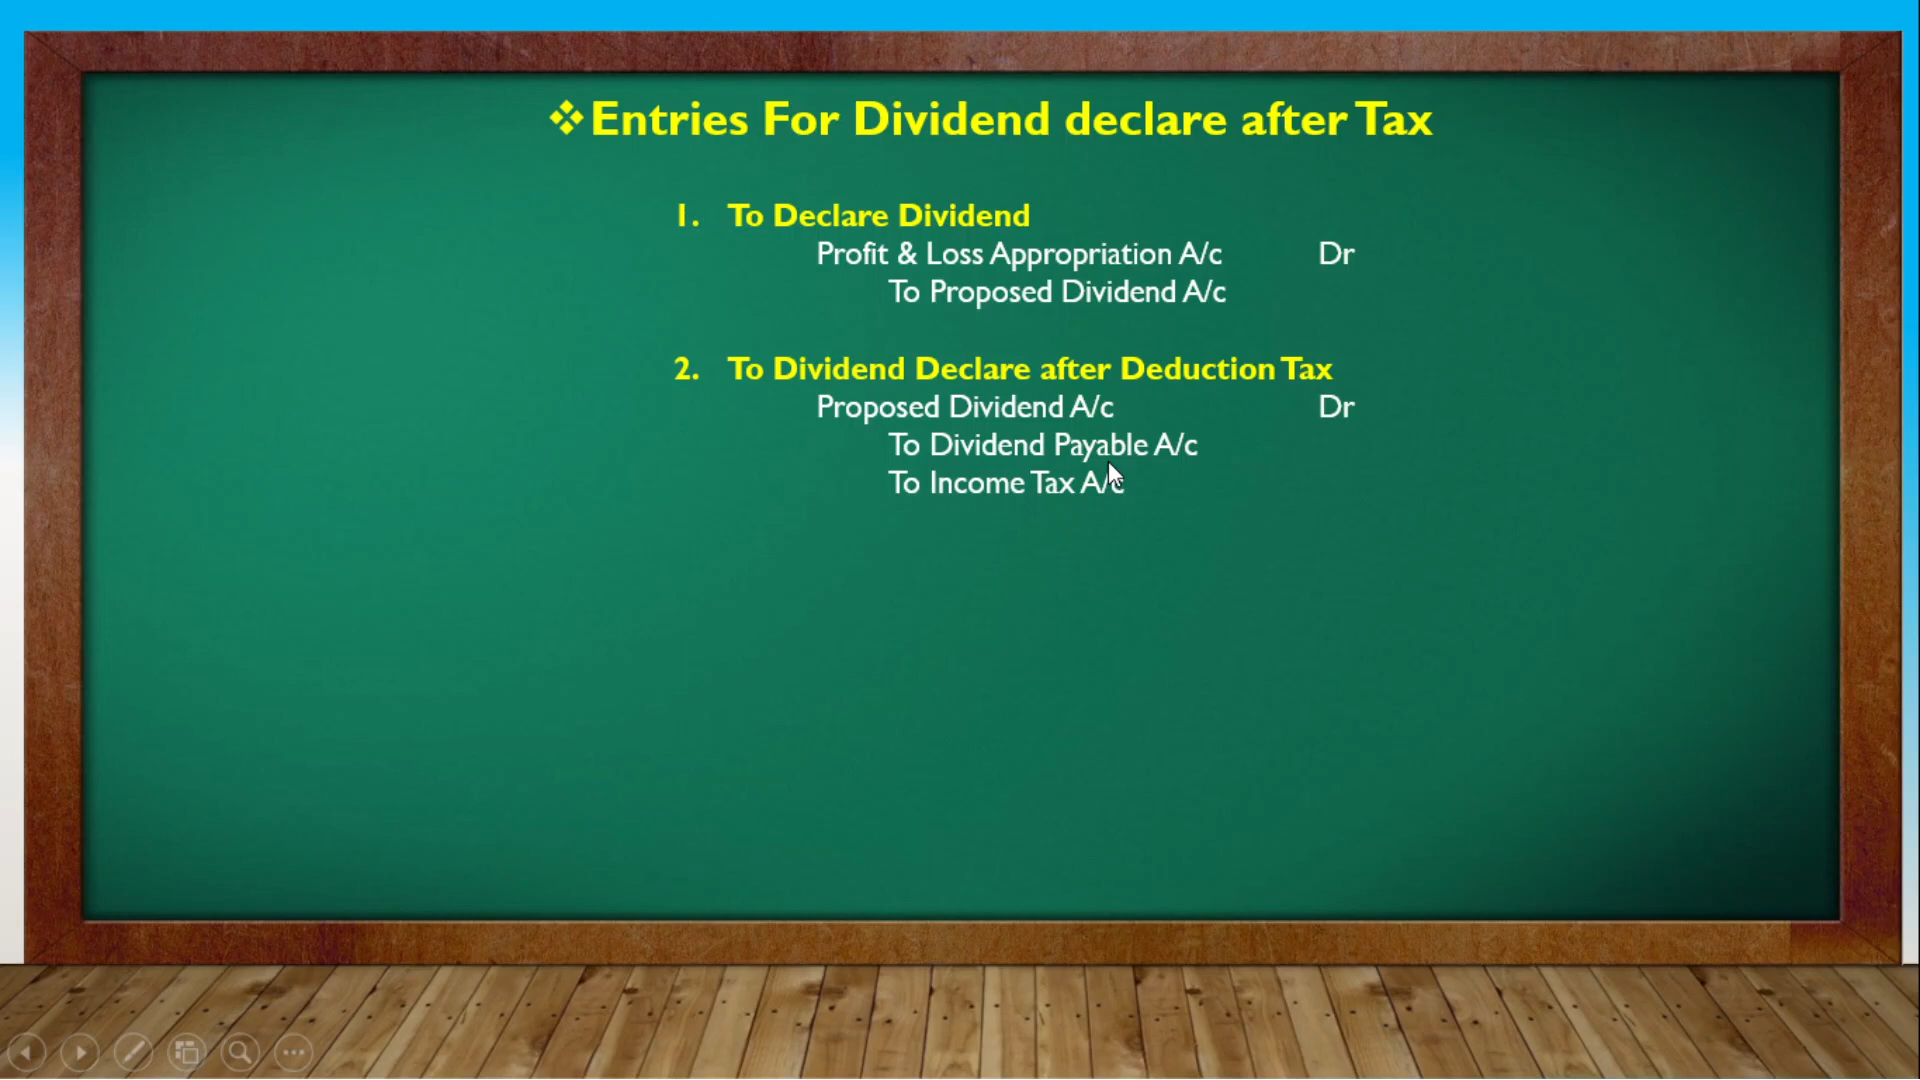 ❖Entries For Dividend declare after Tax
1. To Declare Dividend
Profit & Loss Appropriation A/c Dr
To Proposed Dividend A/c
2. To Dividend Declare after Deduction Tax
Proposed Dividend A/c Dr
To Dividend Payable A/c
To Income Tax A/c